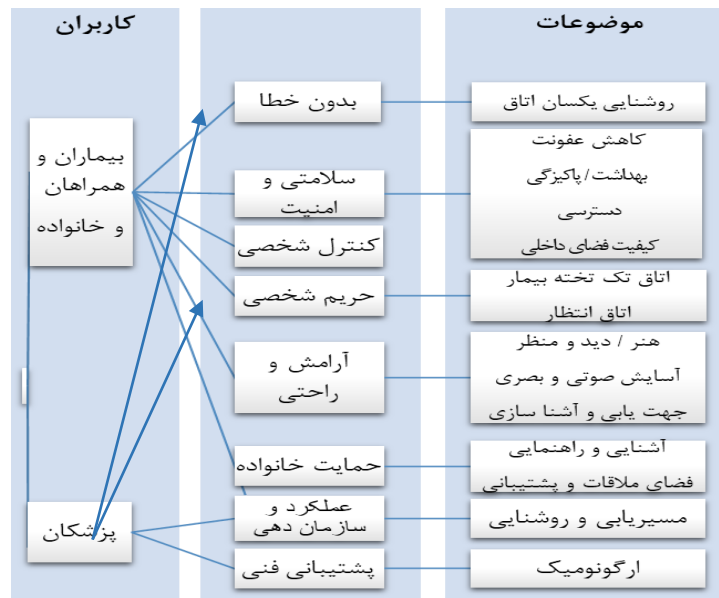 کاربران
موضوعات
بیماران و
همراهان
و خانواده
پزشکان
بدون خطا
سلامتی و
امنیت
کنترل شخصی
حریم شخصی
آرامش و
راحتی
حمایت خانواده
عملکرد و
سازمان دهی
پشتیبانی فنی
روشنایی یکسان اتاق
کاهش عفونت
بهداشت / پاکیزگی
دسترسی
کیفیت فضای داخلی
اتاق تک تخته بیمار
اتاق انتظار
هنر / دید و منظر
آسایش صوتی و بصری
جهت یابی و آشنا سازی
آشنایی و راهنمایی
فضای ملاقات و پشتیبانی
مسیریابی و روشنایی
ارگونومیک